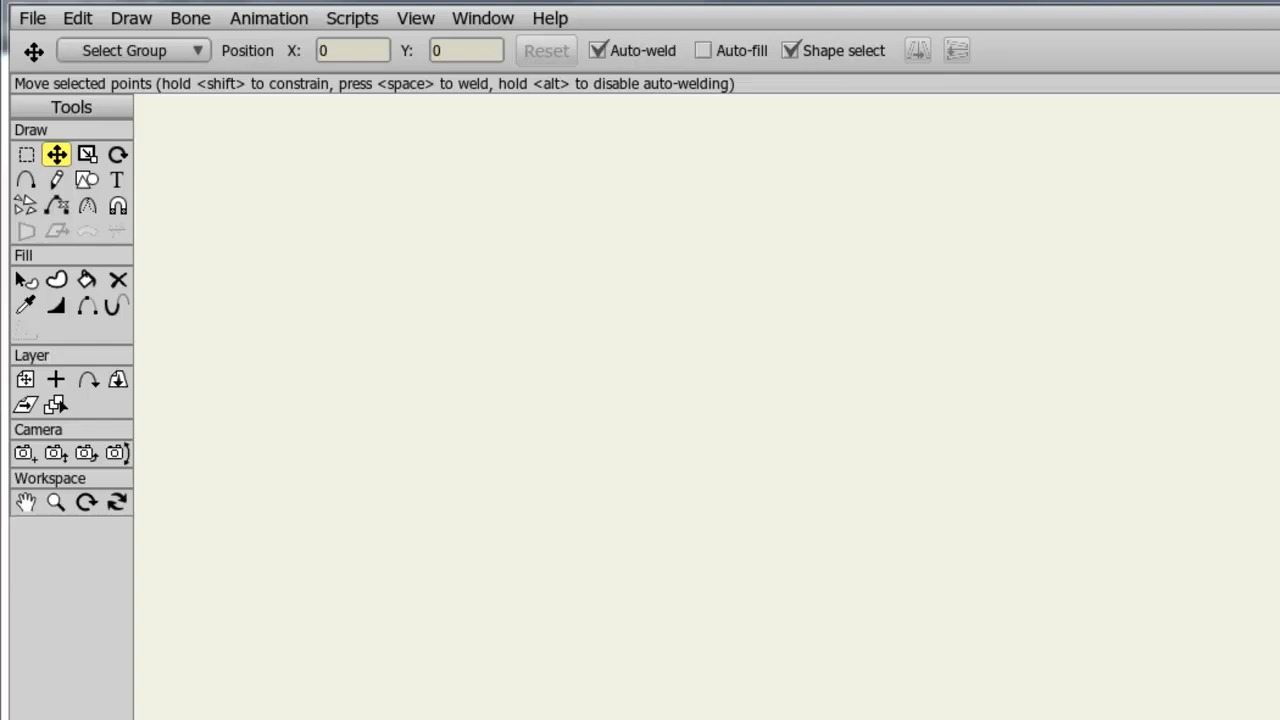 File Edit Draw Bone Animation Scripts View Window Help
Select Group Position X: 0 Y: 0 Reset Auto-weld Auto-fill Shape select
Move selected points (hold <shift> to constrain, press <space> to weld, hold <alt> to disable auto-welding)
Tools
Draw
T
Fill
Layer
Camera
Workspace